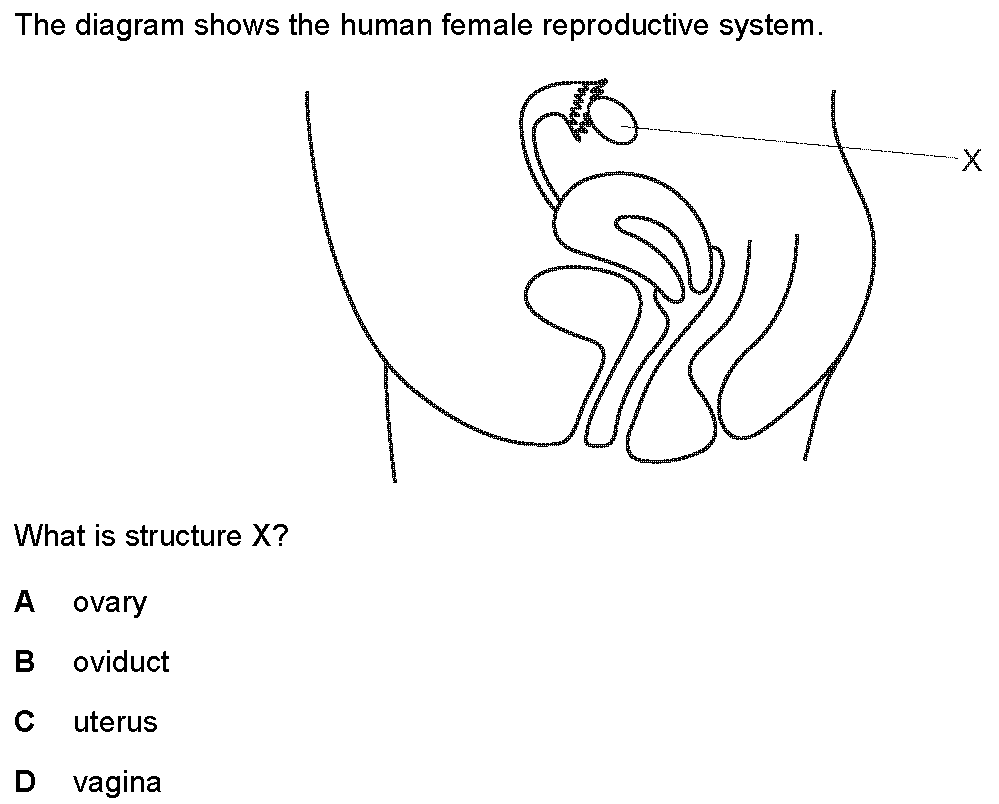 The diagram shows the human female reproductive system.
X
What is structure X?
A ovary
B oviduct
C uterus
D vagina